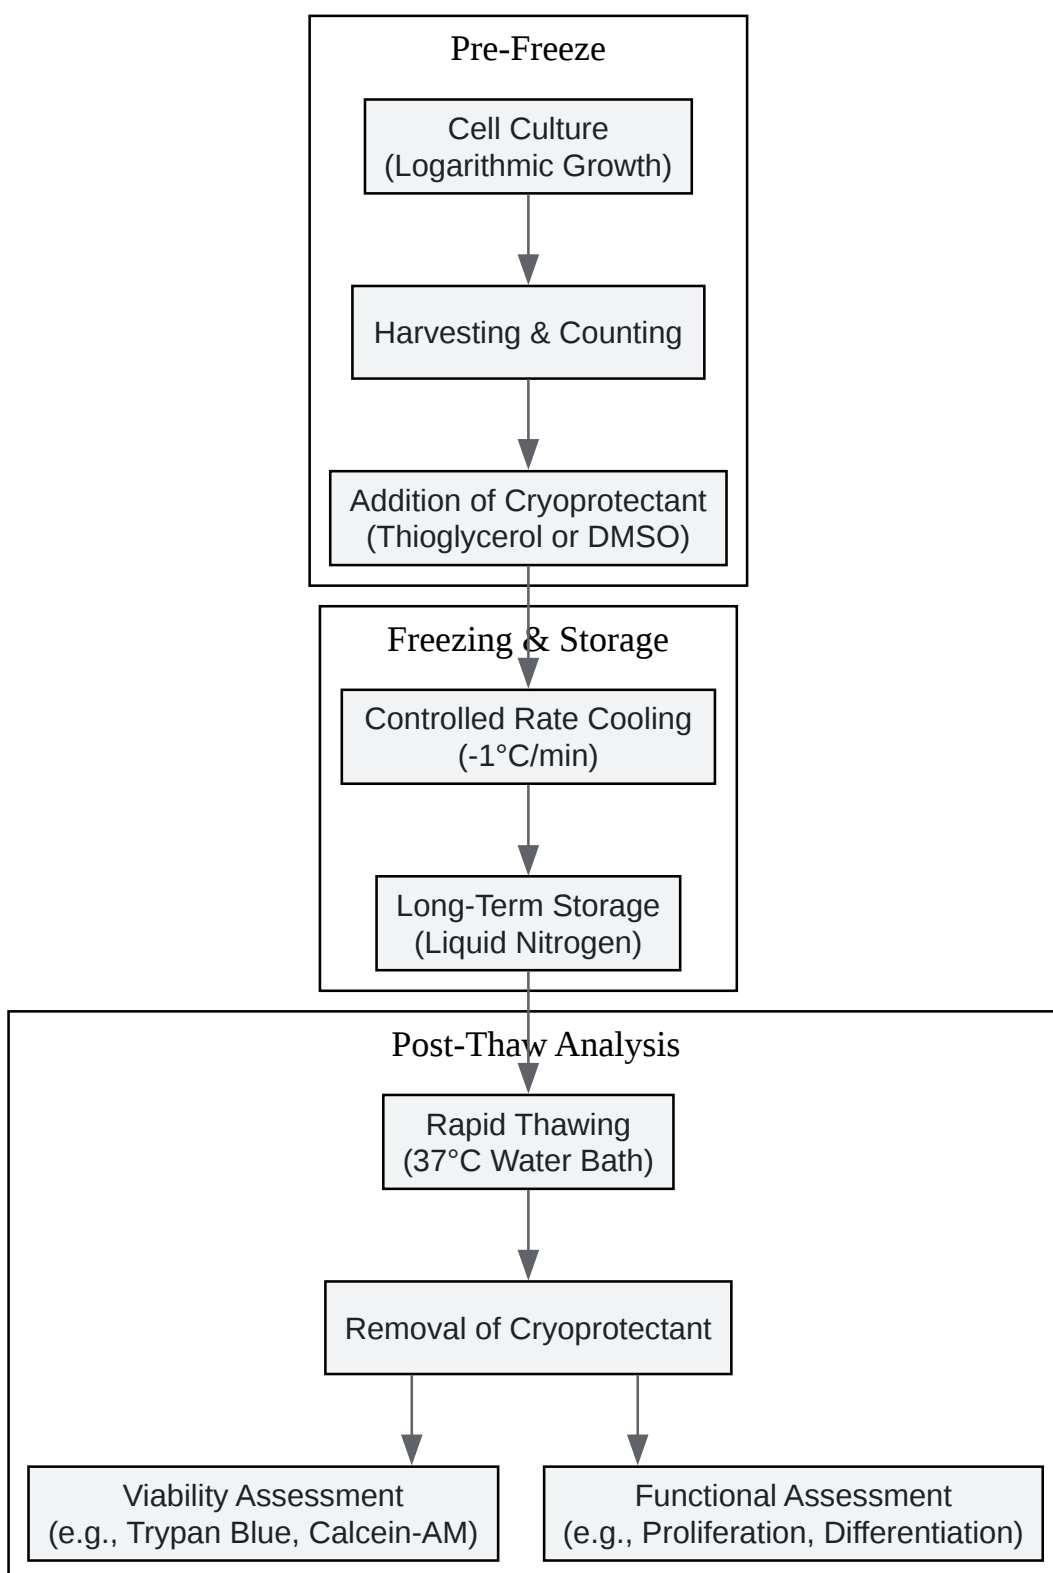 Pre-Freeze
Cell Culture
(Logarithmic Growth)
Harvesting & Counting
Addition of Cryoprotectant
(Thioglycerol or DMSO)
Freezing & Storage
Controlled Rate Cooling
(-1°C/min)
Long-Term Storage
(Liquid Nitrogen)
Post-Thaw Analysis
Rapid Thawing
(37°C Water Bath)
Removal of Cryoprotectant
Viability Assessment
(e.g., Trypan Blue, Calcein-AM)
Functional Assessment
(e.g., Proliferation, Differentiation)